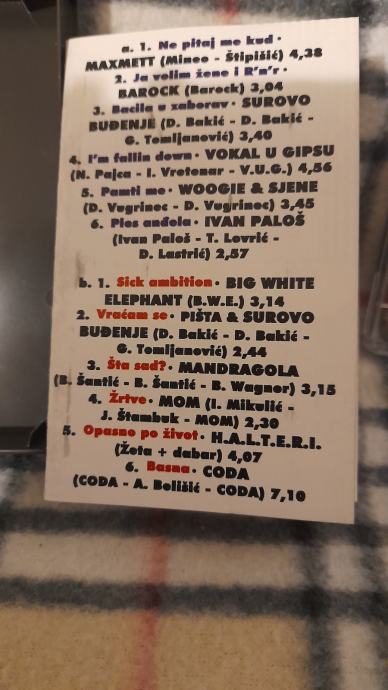 a. 1. Ne pitaj me kud •
MAXMETT (Mineo - Štipišić) 4,38
2. Ja volim žene i R'n'r •
BAROCK (Barock) 3,04
3. Bacila u zaborav • SUROVO
BUĐENJE (D. Bakić - D. Bakić -
G. Tomljanović) 3,40
4. I'm fallin down • VOKAL U GIPSU
(N. Pajca - I. Vretenar - V.U.G.) 4,56
5. Pamti me • WOOGIE & SJENE
(D. Vugrinec - D. Vugrinec) 3,45
6. Ples anđela • IVAN PALOŠ
(Ivan Paloš - T. Lovrić -
D. Lastrić) 2,57
b. 1. Sick ambition • BIG WHITE
ELEPHANT (B.W.E.) 3,14
2. Vraćam se • PIŠTA & SUROVO
BUĐENJE (D. Bakić - D. Bakić -
G. Tomljanović) 2,44
3. Šta sad? • MANDRAGOLA
(B. Šantić - B. Šantić - B. Wagner) 3,15
4. Žrtve • MOM (I. Mikulić -
J. Štambuk - MOM) 2,30
5. Opasno po život • H.A.L.T.E.R.I.
(Žota + dabar) 4,07
6. Basna • CODA
(CODA - A. Belišić - CODA) 7,10